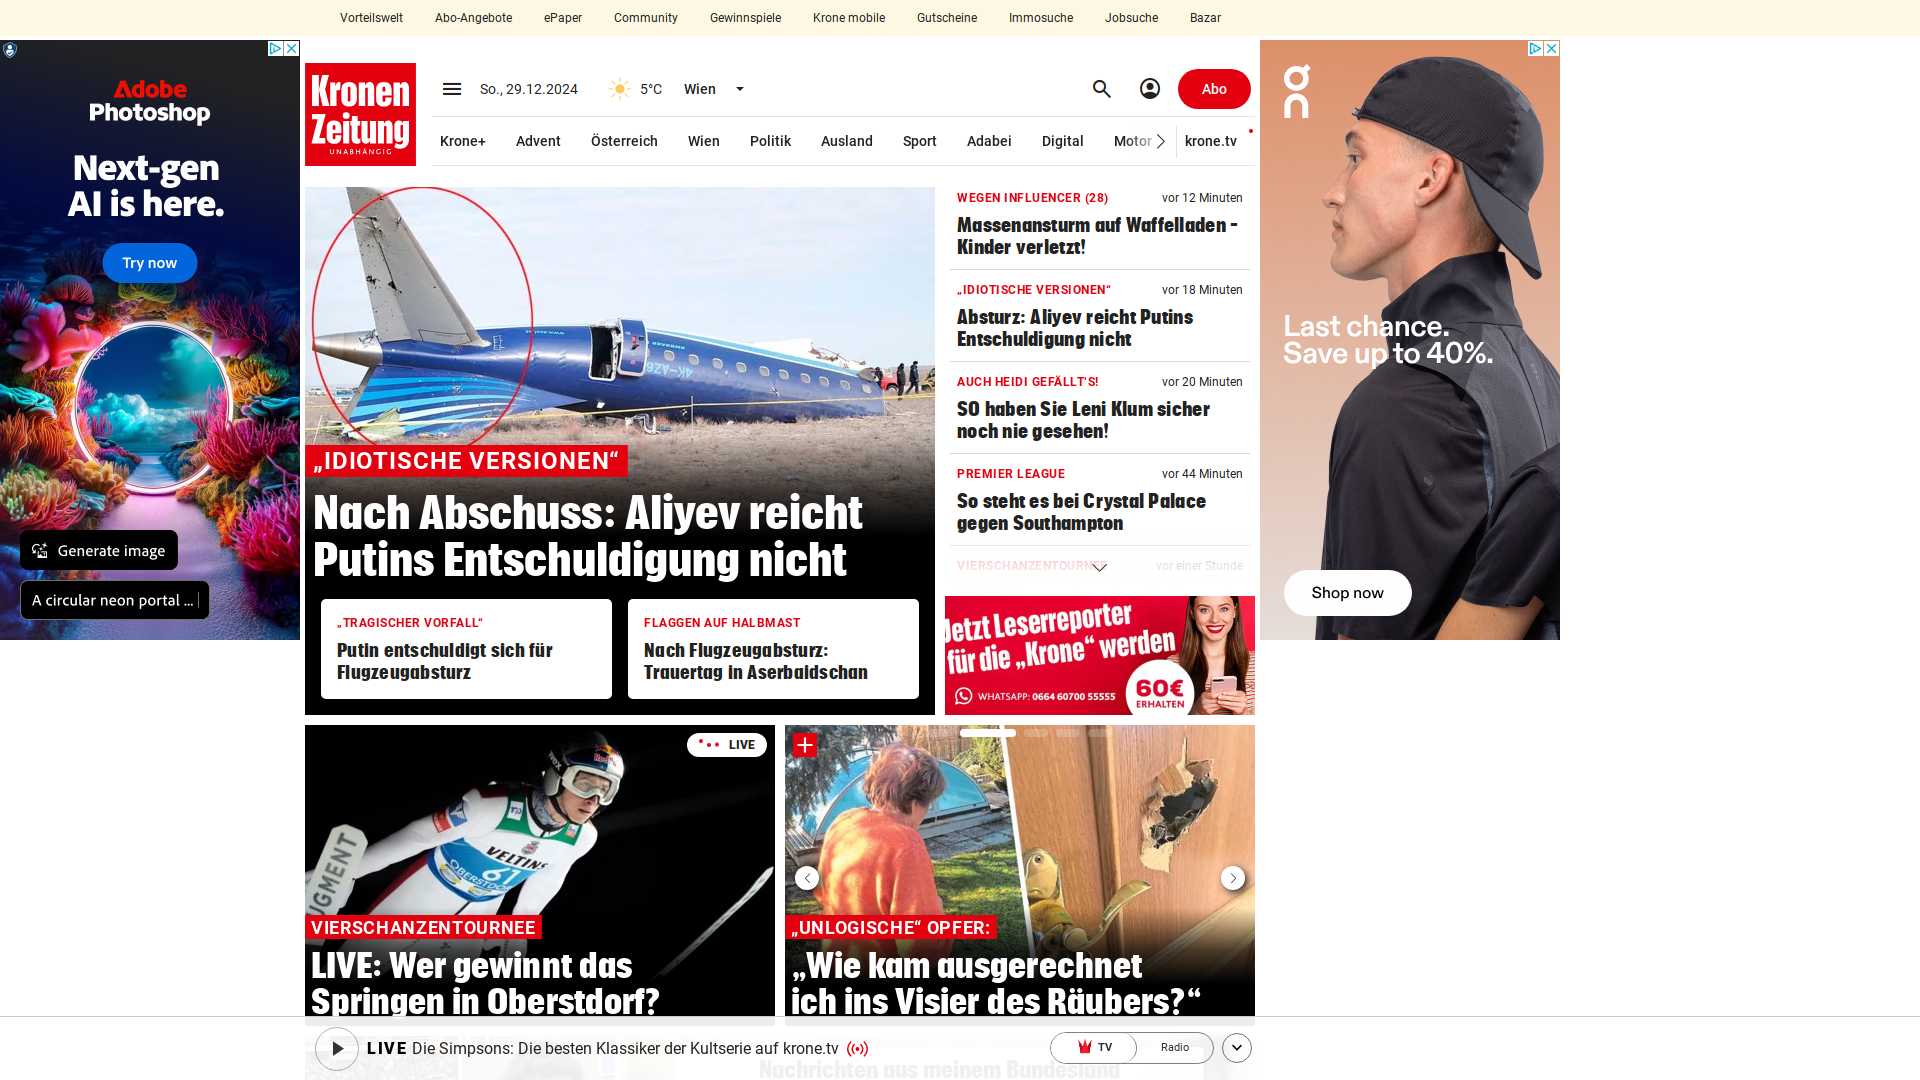 Vorteilswelt Abo-Angebote ePaper Community Gewinnspiele Krone mobile Gutscheine Immosuche Jobsuche Bazar
Adobe
Photoshop
Next-gen
AI is here.
Try now
Generate image
A circular neon portal ...
Kronen
Zeitung
UNABHÄNGIG
So., 29.12.2024 5°C Wien
Abo
Krone+ Advent Österreich Wien Politik Ausland Sport Adabei Digital Motor krone.tv
„IDIOTISCHE VERSIONEN“
Nach Abschuss: Aliyev reicht
Putins Entschuldigung nicht
„TRAGISCHER VORFALL“
Putin entschuldigt sich für
Flugzeugabsturz
FLAGGEN AUF HALBMAST
Nach Flugzeugabsturz:
Trauertag in Aserbaidschan
WEGEN INFLUENCER (28) vor 12 Minuten
Massenansturm auf Waffelladen -
Kinder verletzt!
„IDIOTISCHE VERSIONEN“ vor 18 Minuten
Absturz: Aliyev reicht Putins
Entschuldigung nicht
AUCH HEIDI GEFÄLLT'S! vor 20 Minuten
SO haben Sie Leni Klum sicher
noch nie gesehen!
PREMIER LEAGUE vor 44 Minuten
So steht es bei Crystal Palace
gegen Southampton
VIERSCHANZENTOURNEE vor einer Stunde
Jetzt Leserreporter
für die „Krone“ werden
WHATSAPP: 0664 60700 55555
60€
ERHALTEN
on
Last chance.
Save up to 40%.
Shop now
LIVE
VELTINS
61
OBERSTDORF
VIERSCHANZENTOURNEE
LIVE: Wer gewinnt das
Springen in Oberstdorf?
„UNLOGISCHE“ OPFER:
„Wie kam ausgerechnet
ich ins Visier des Räubers?“
LIVE Die Simpsons: Die besten Klassiker der Kultserie auf krone.tv
TV Radio
Nachrichten aus meinem Bundesland